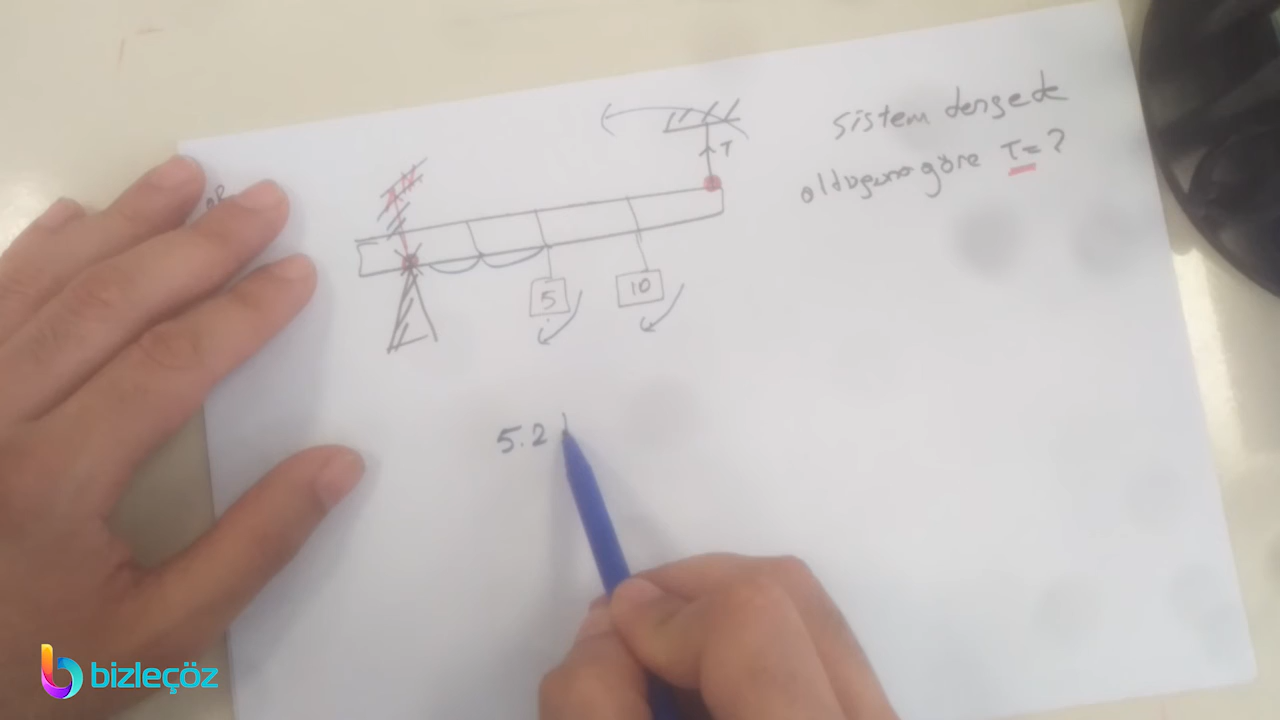 sistem dengede
olduğuna göre T= ?
T
5
10
5.2
bizleçöz